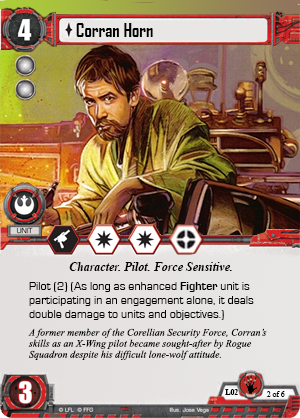 4
Corran Horn
UNIT
Character. Pilot. Force Sensitive.
Pilot (2) (As long as enhanced Fighter unit is
participating in an engagement alone, it deals
double damage to units and objectives.)
A former member of the Corellian Security Force, Corran's
skills as an X-Wing pilot became sought-after by Rogue
Squadron despite his difficult lone-wolf attitude.
3
L02
2 of 6
© LFL © FFG
Illus. Jose Vega